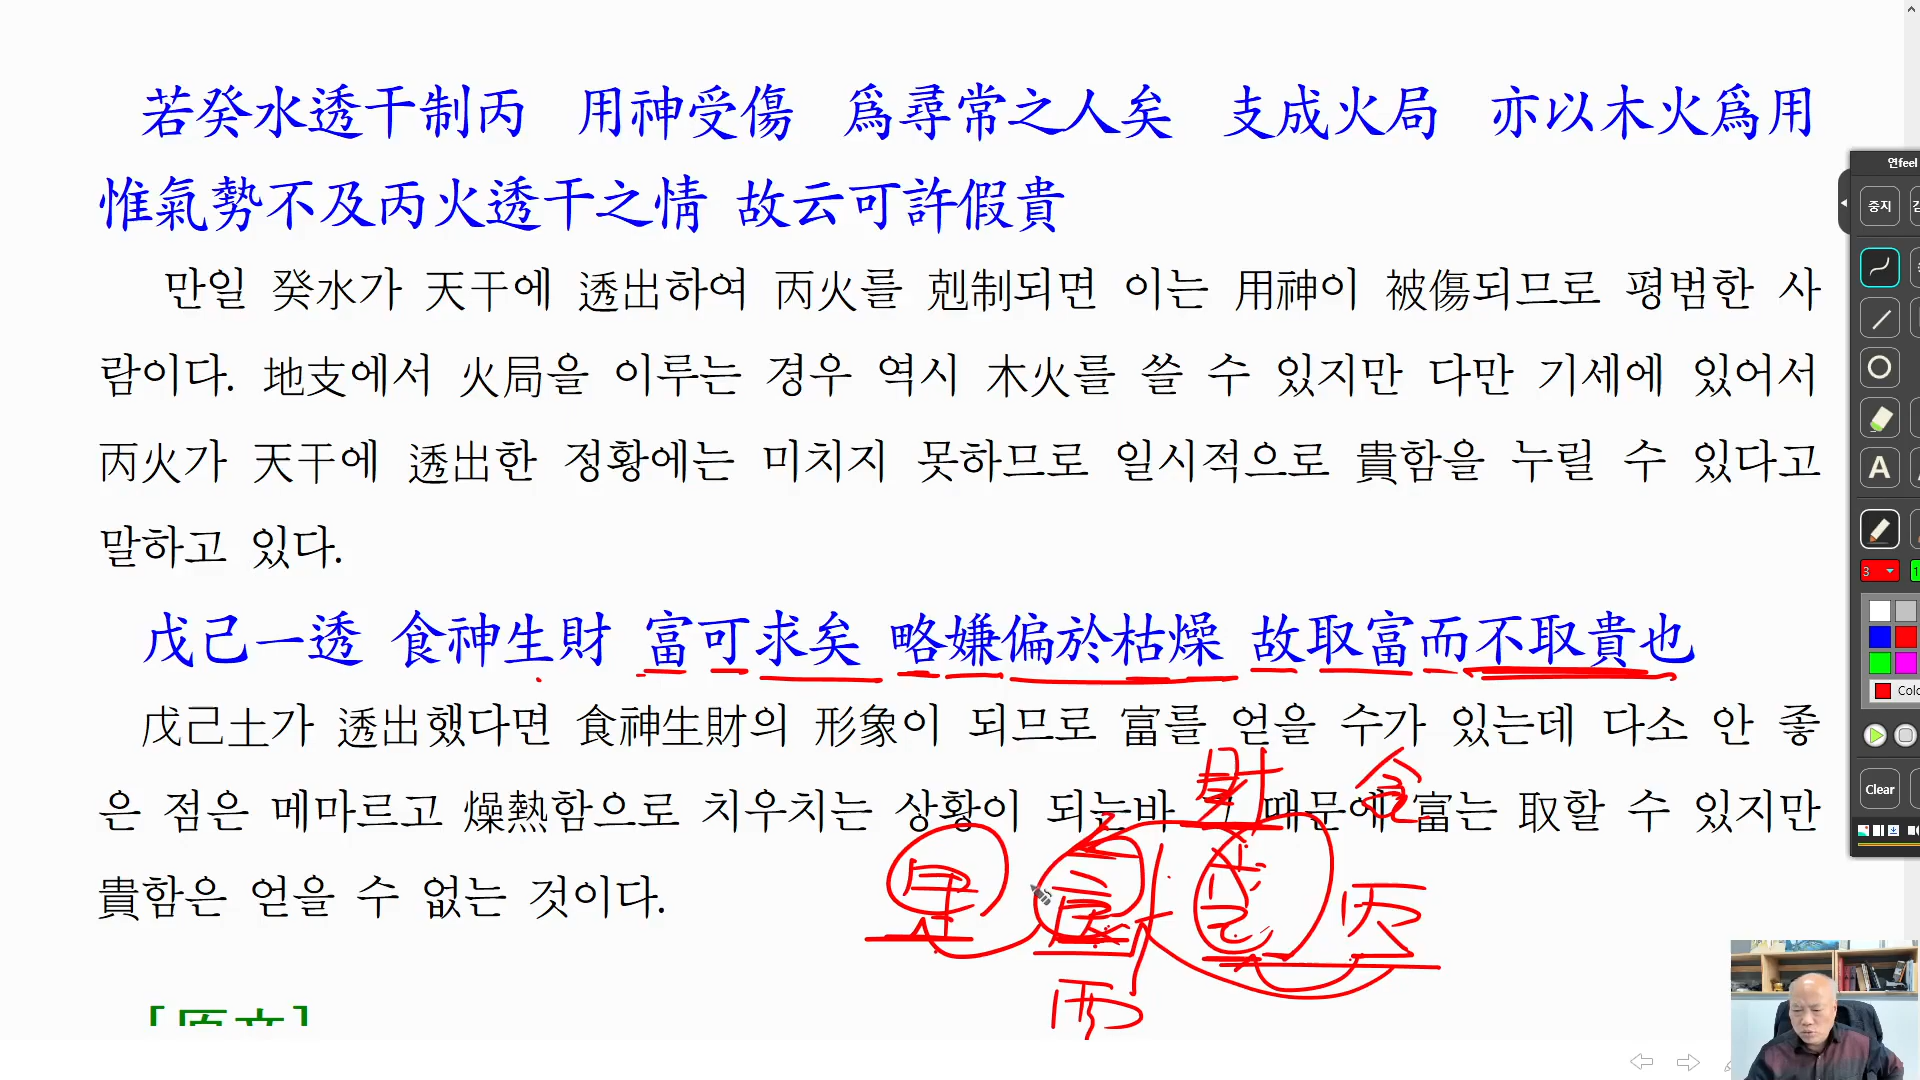 若癸水透干制丙 用神受傷 爲尋常之人矣 支成火局 亦以木火爲用
惟氣勢不及丙火透干之情 故云可許假貴
만일 癸水가 天干에 透出하여 丙火를 剋制되면 이는 用神이 被傷되므로 평범한 사
람이다. 地支에서 火局을 이루는 경우 역시 木火를 쓸 수 있지만 다만 기세에 있어서
丙火가 天干에 透出한 정황에는 미치지 못하므로 일시적으로 貴함을 누릴 수 있다고
말하고 있다.
戊己一透 食神生財 富可求矣 略嫌偏於枯燥 故取富而不取貴也
戊己土가 透出했다면 食神生財의 形象이 되므로 富를 얻을 수가 있는데 다소 안 좋
은 점은 메마르고 燥熱함으로 치우치는 상황이 되는바 때문에 富는 取할 수 있지만
貴함은 얻을 수 없는 것이다.
財 食
丙
연feel
중지
A
3
1
Clear